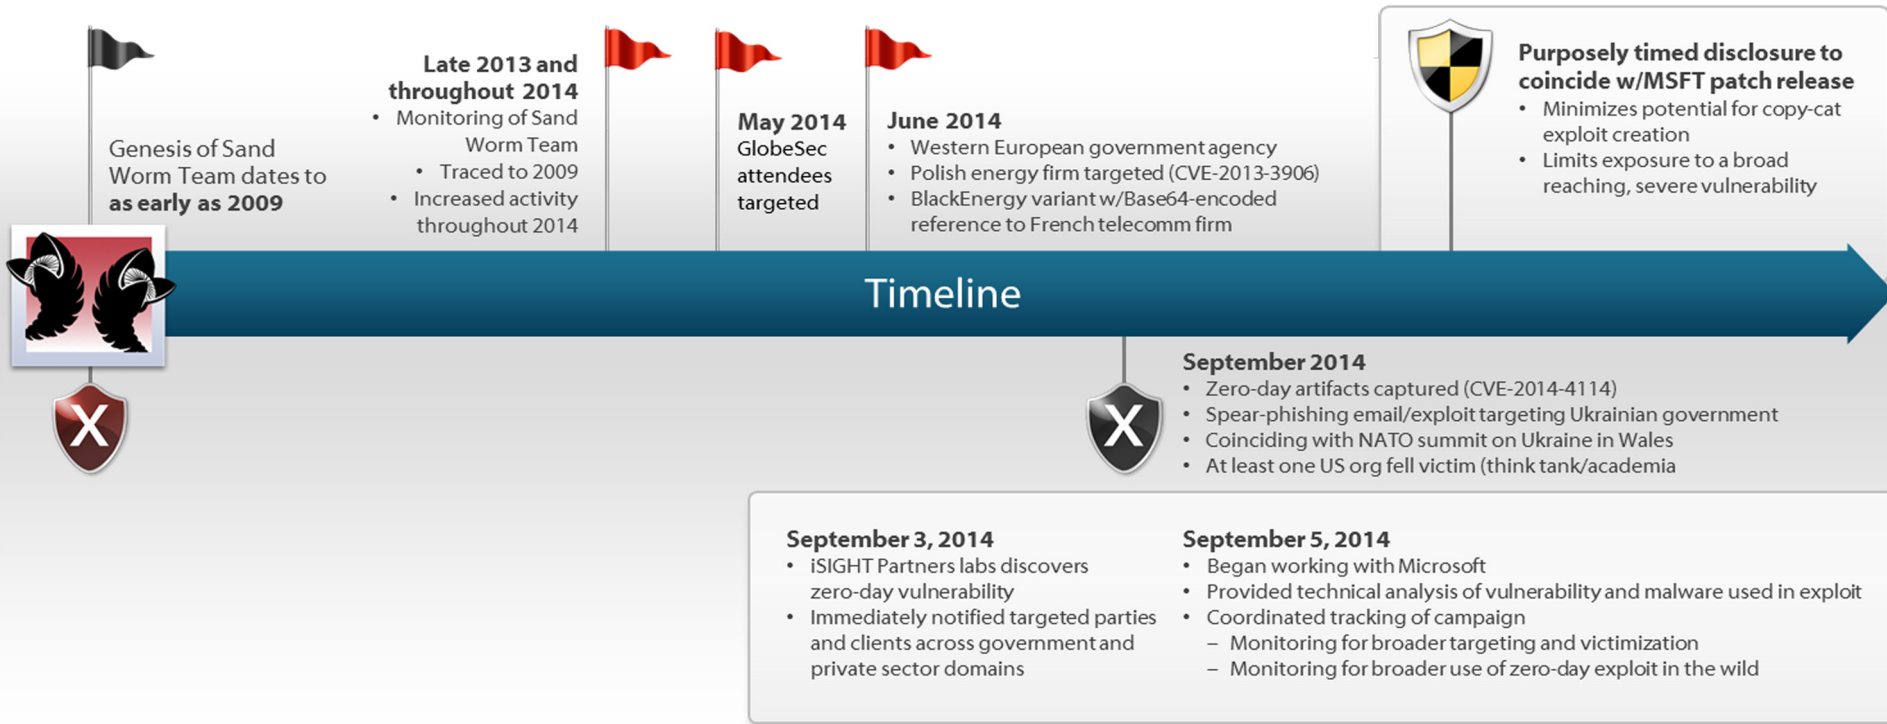 Genesis of Sand
Worm Team dates to
as early as 2009
Late 2013 and
throughout 2014
• Monitoring of Sand
Worm Team
• Traced to 2009
• Increased activity
throughout 2014
May 2014
GlobeSec
attendees
targeted
June 2014
• Western European government agency
• Polish energy firm targeted (CVE-2013-3906)
• BlackEnergy variant w/Base64-encoded
reference to French telecomm firm
Purposely timed disclosure to
coincide w/MSFT patch release
• Minimizes potential for copy-cat
exploit creation
• Limits exposure to a broad
reaching, severe vulnerability
Timeline
X
X
September 2014
• Zero-day artifacts captured (CVE-2014-4114)
• Spear-phishing email/exploit targeting Ukrainian government
• Coinciding with NATO summit on Ukraine in Wales
• At least one US org fell victim (think tank/academia
September 3, 2014
• iSIGHT Partners labs discovers
zero-day vulnerability
• Immediately notified targeted parties
and clients across government and
private sector domains
September 5, 2014
• Began working with Microsoft
• Provided technical analysis of vulnerability and malware used in exploit
• Coordinated tracking of campaign
– Monitoring for broader targeting and victimization
– Monitoring for broader use of zero-day exploit in the wild